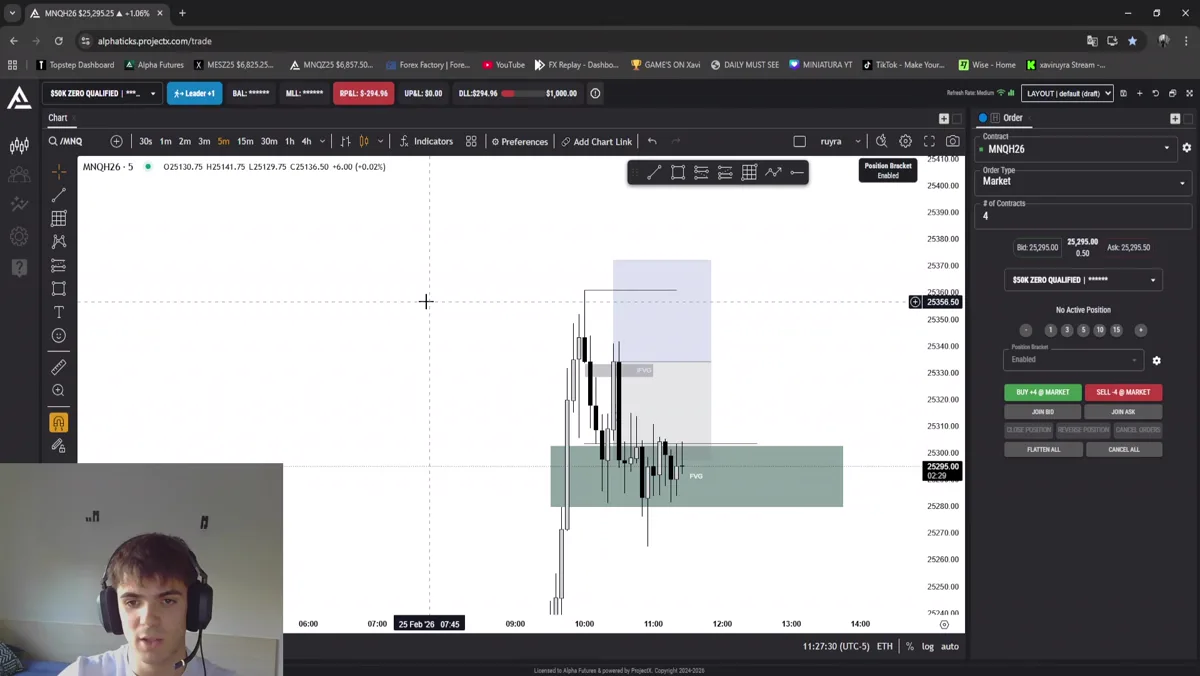 MNQH26 $25,295.25 ▲ +1.06%
alphaticks.projectx.com/trade
Topstep Dashboard
Alpha Futures
MESZ25 $6,825.25...
MNQZ25 $6,857.50...
Forex Factory | Fore...
YouTube
FX Replay - Dashbo...
GAME'S ON Xavi
DAILY MUST SEE
MINIATURA YT
TikTok - Make Your...
Wise - Home
xaviruyra Stream-...
$50K ZERO QUALIFIED | ***...
Leader +1
BAL: ******
MLL: ******
RP&L: $-294.96
UP&L: $0.00
DLL:$294.96
$1,000.00
Refresh Rate: Medium
LAYOUT | default (draft)
Chart
Order
/MNQ
30s 1m 2m 3m 5m 15m 30m 1h 4h
Indicators
Preferences
Add Chart Link
ruyra
MNQH26 · 5
O25130.75 H25141.75 L25129.75 C25136.50 +6.00 (+0.02%)
Position Bracket
Enabled
25410.00
25400.00
25390.00
25380.00
25370.00
25360.00
25356.50
25350.00
25340.00
25330.00
25320.00
25310.00
25300.00
25295.00
02:29
25280.00
25270.00
25260.00
25250.00
25240.00
IFVG
FVG
06:00
07:00
25 Feb '26 07:45
09:00
10:00
11:00
12:00
13:00
14:00
11:27:30 (UTC-5)
ETH
%
log
auto
Contract
MNQH26
Order Type
Market
# of Contracts
4
Bid: 25,295.00
25,295.00
0.50
Ask: 25,295.50
$50K ZERO QUALIFIED | ******
No Active Position
- 1 3 5 10 15 +
Position Bracket
Enabled
BUY +4 @ MARKET
SELL -4 @ MARKET
JOIN BID
JOIN ASK
CLOSE POSITION
REVERSE POSITION
CANCEL ORDERS
FLATTEN ALL
CANCEL ALL
Licensed to Alpha Futures & powered by ProjectX. Copyright 2024-2026